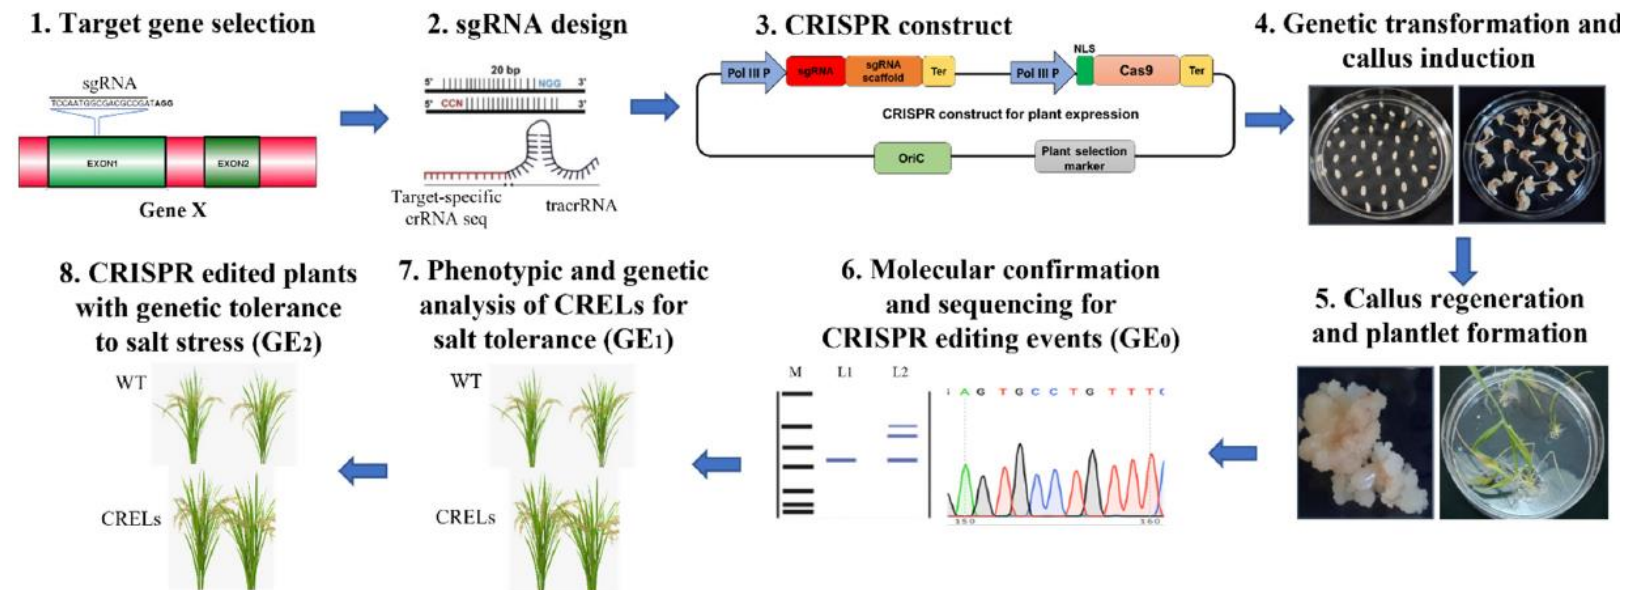 1. Target gene selection
sgRNA
TCCAATGGCGACGCCGATAGG
EXON1
EXON2
Gene X
2. sgRNA design
20 bp
5'
NGG
3'
5'
CCN
3'
Target-specific
crRNA seq
tracrRNA
3. CRISPR construct
Pol III P
sgRNA
sgRNA
scaffold
Ter
Pol III P
NLS
Cas9
Ter
CRISPR construct for plant expression
OriC
Plant selection
marker
4. Genetic transformation and
callus induction
5. Callus regeneration
and plantlet formation
6. Molecular confirmation
and sequencing for
CRISPR editing events (GE0)
M
L1
L2
A G T G C C T G T T T
150
160
7. Phenotypic and genetic
analysis of CRELs for
salt tolerance (GE1)
WT
CRELs
8. CRISPR edited plants
with genetic tolerance
to salt stress (GE2)
WT
CRELs